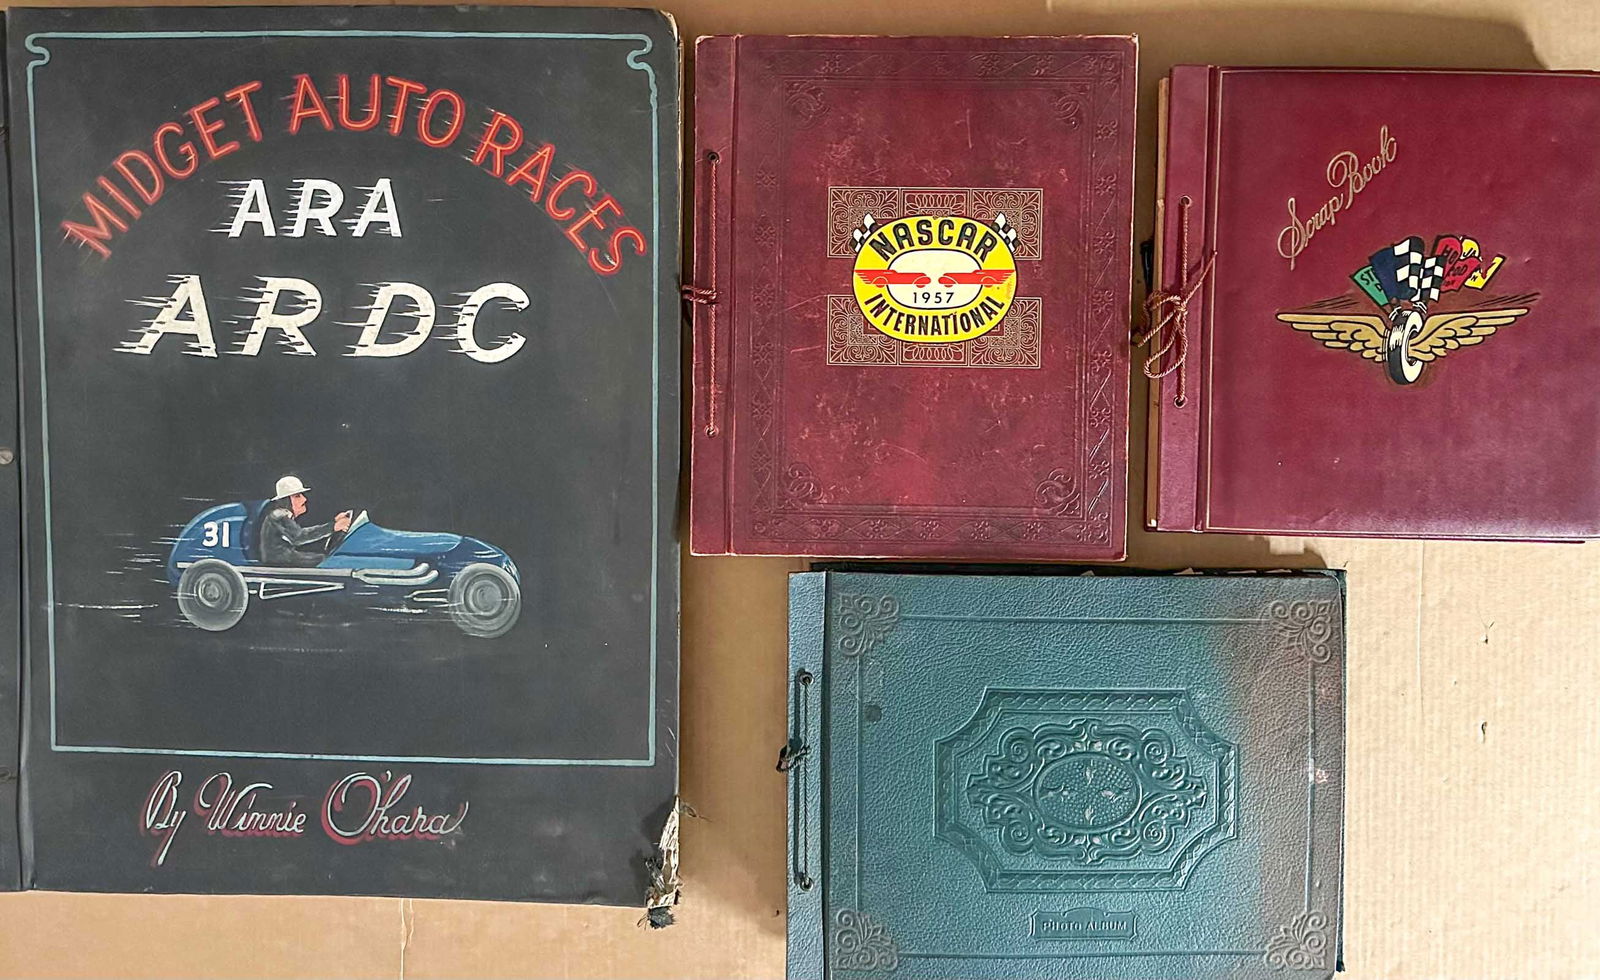 MIDGET AUTO RACES
ARA
ARDC
31
By Winnie O'hara
NASCAR
1957
INTERNATIONAL
Scrap Book
PHOTO ALBUM